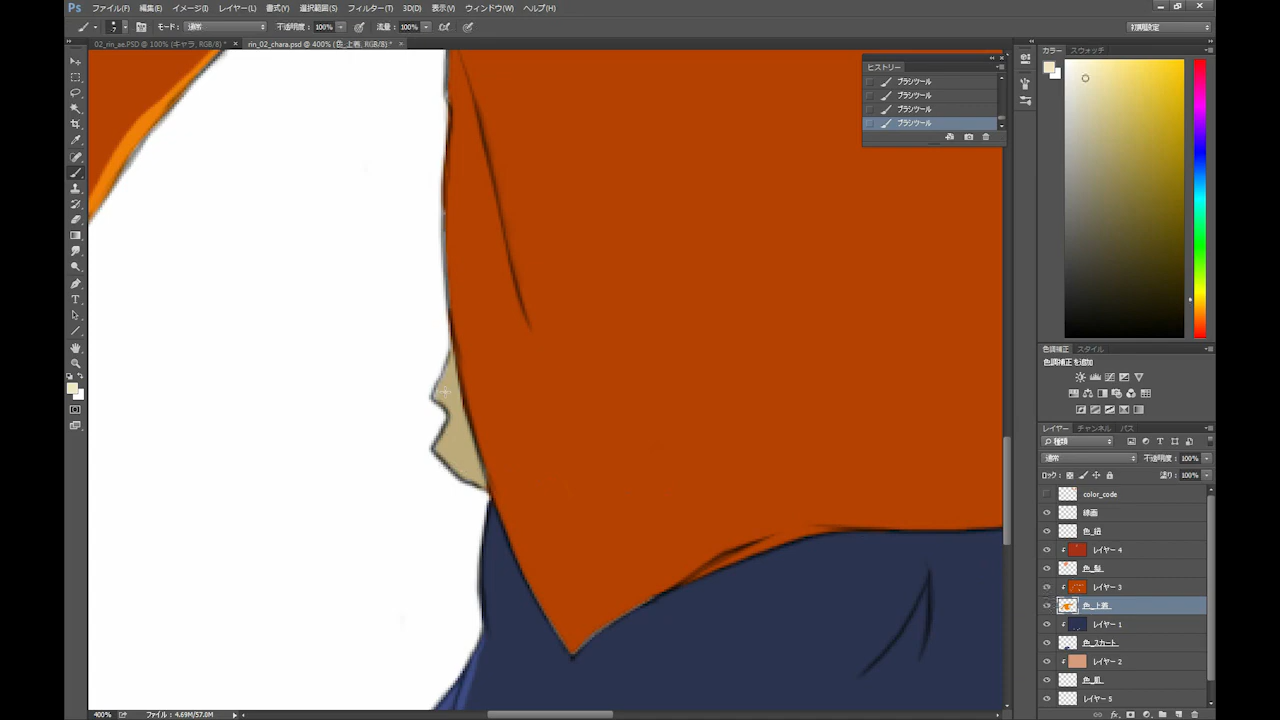 Ps ファイル(F) 編集(E) イメージ(I) レイヤー(L) 書式(Y) 選択範囲(S) フィルター(T) 3D(D) 表示(V) ウィンドウ(W) ヘルプ(H)
7 モード: 通常 不透明度: 100% 流量: 100% 初期設定
02_rin_ae.PSD @ 100% (キャラ, RGB/8) * × rin_02_chara.psd @ 400% (色_上着, RGB/8) * ×
カラー スウォッチ
ヒストリー
ブラシツール
ブラシツール
ブラシツール
ブラシツール
色調補正 スタイル
色調補正を追加
レイヤー チャンネル パス
種類
通常 不透明度: 100%
ロック: 塗り: 100%
color_code
線画
色_紐
レイヤー 4
色_髪
レイヤー 3
色_上着
レイヤー 1
色_スカート
レイヤー 2
色_肌
レイヤー 5
400% ファイル : 4.69M/57.0M